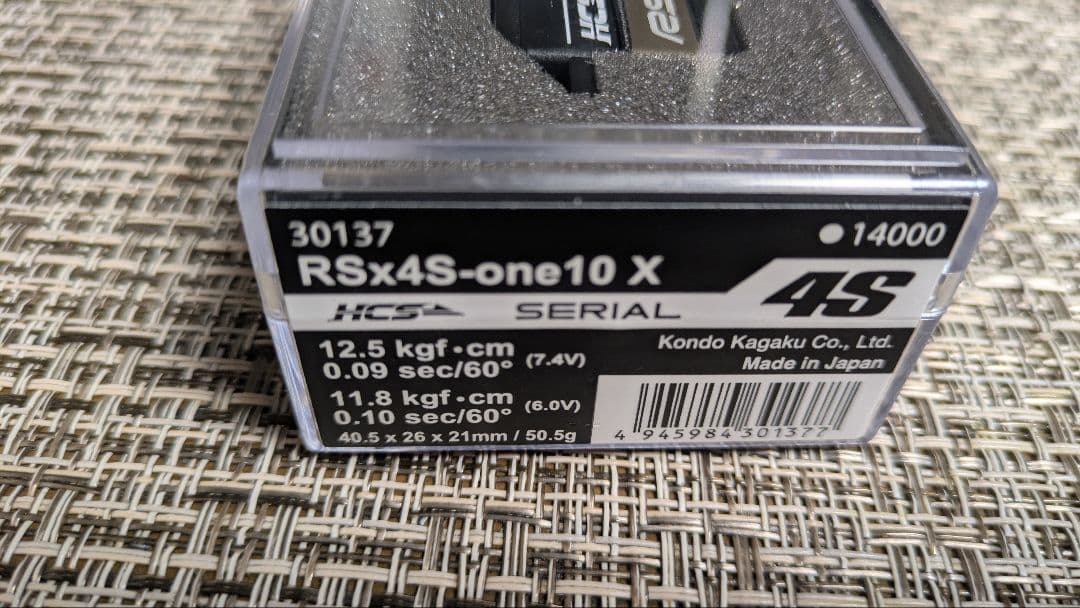 HCS RS
30137 ●14000
RSx4S-one10 X
HCS SERIAL 4S
12.5 kgf•cm
0.09 sec/60° (7.4V)
11.8 kgf•cm
0.10 sec/60° (6.0V)
40.5 x 26 x 21mm / 50.5g
Kondo Kagaku Co., Ltd.
Made in Japan
4 945984 301377